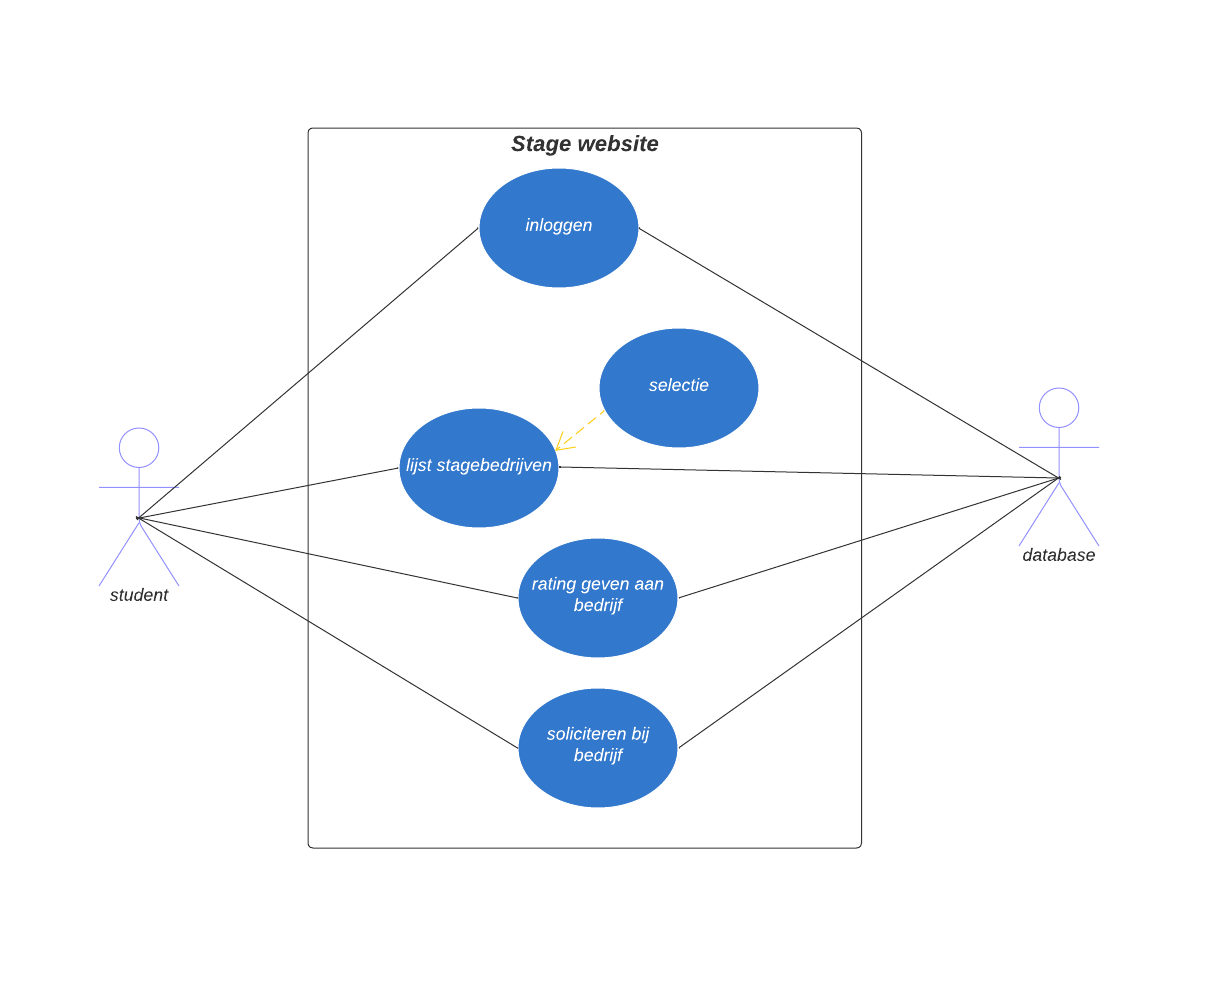 Stage website
inloggen
selectie
lijst stagebedrijven
rating geven aan
bedrijf
soliciteren bij
bedrijf
student
database